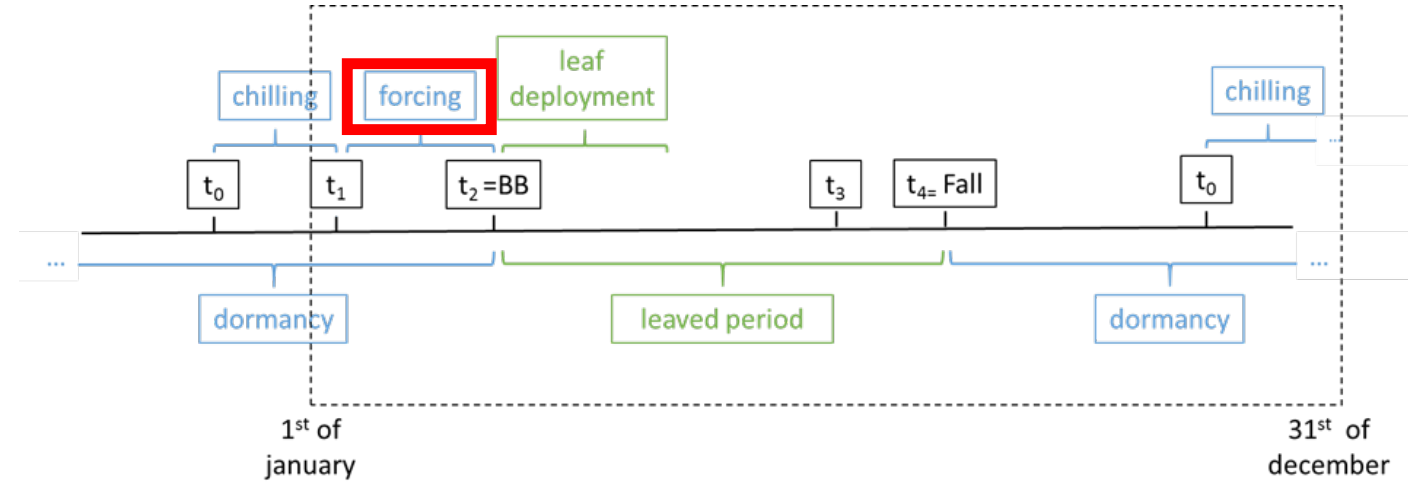 leaf
deployment
chilling
forcing
chilling
...
t0
t1
t2 =BB
t3
t4= Fall
t0
...
...
dormancy
leaved period
dormancy
1st of
january
31st of
december